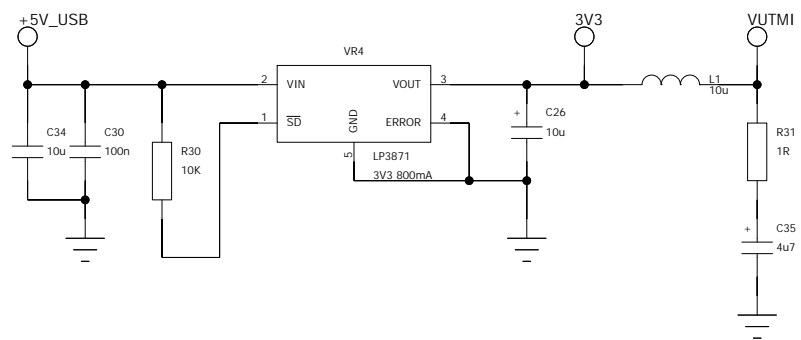 +5V_USB
3V3
VUTMI
VR4
2
VIN
VOUT
3
L1
10u
C34
10u
C30
100n
R30
10K
1
SD
GND
ERROR
4
5
LP3871
3V3 800mA
+
C26
10u
R31
1R
+
C35
4u7